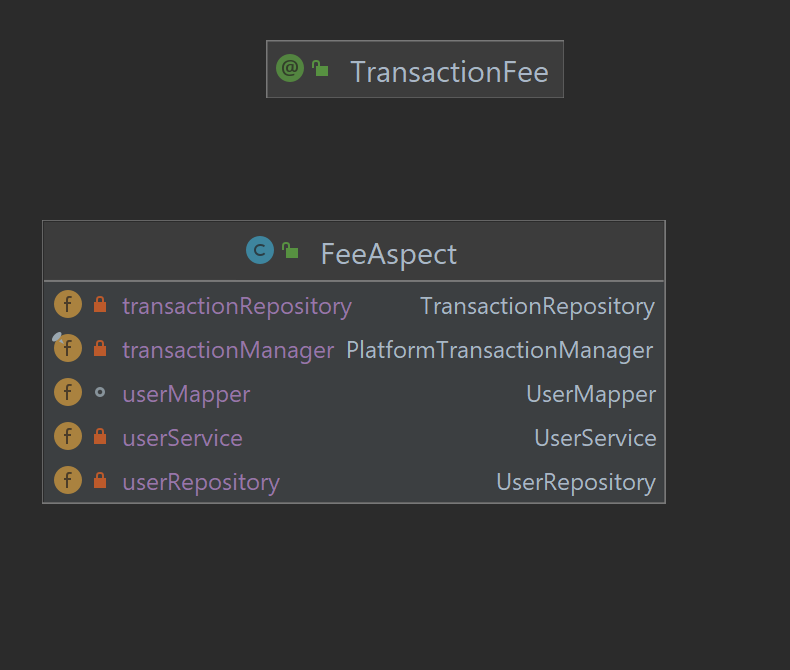 @ TransactionFee
C FeeAspect
f transactionRepository TransactionRepository
f transactionManager PlatformTransactionManager
f userMapper UserMapper
f userService UserService
f userRepository UserRepository